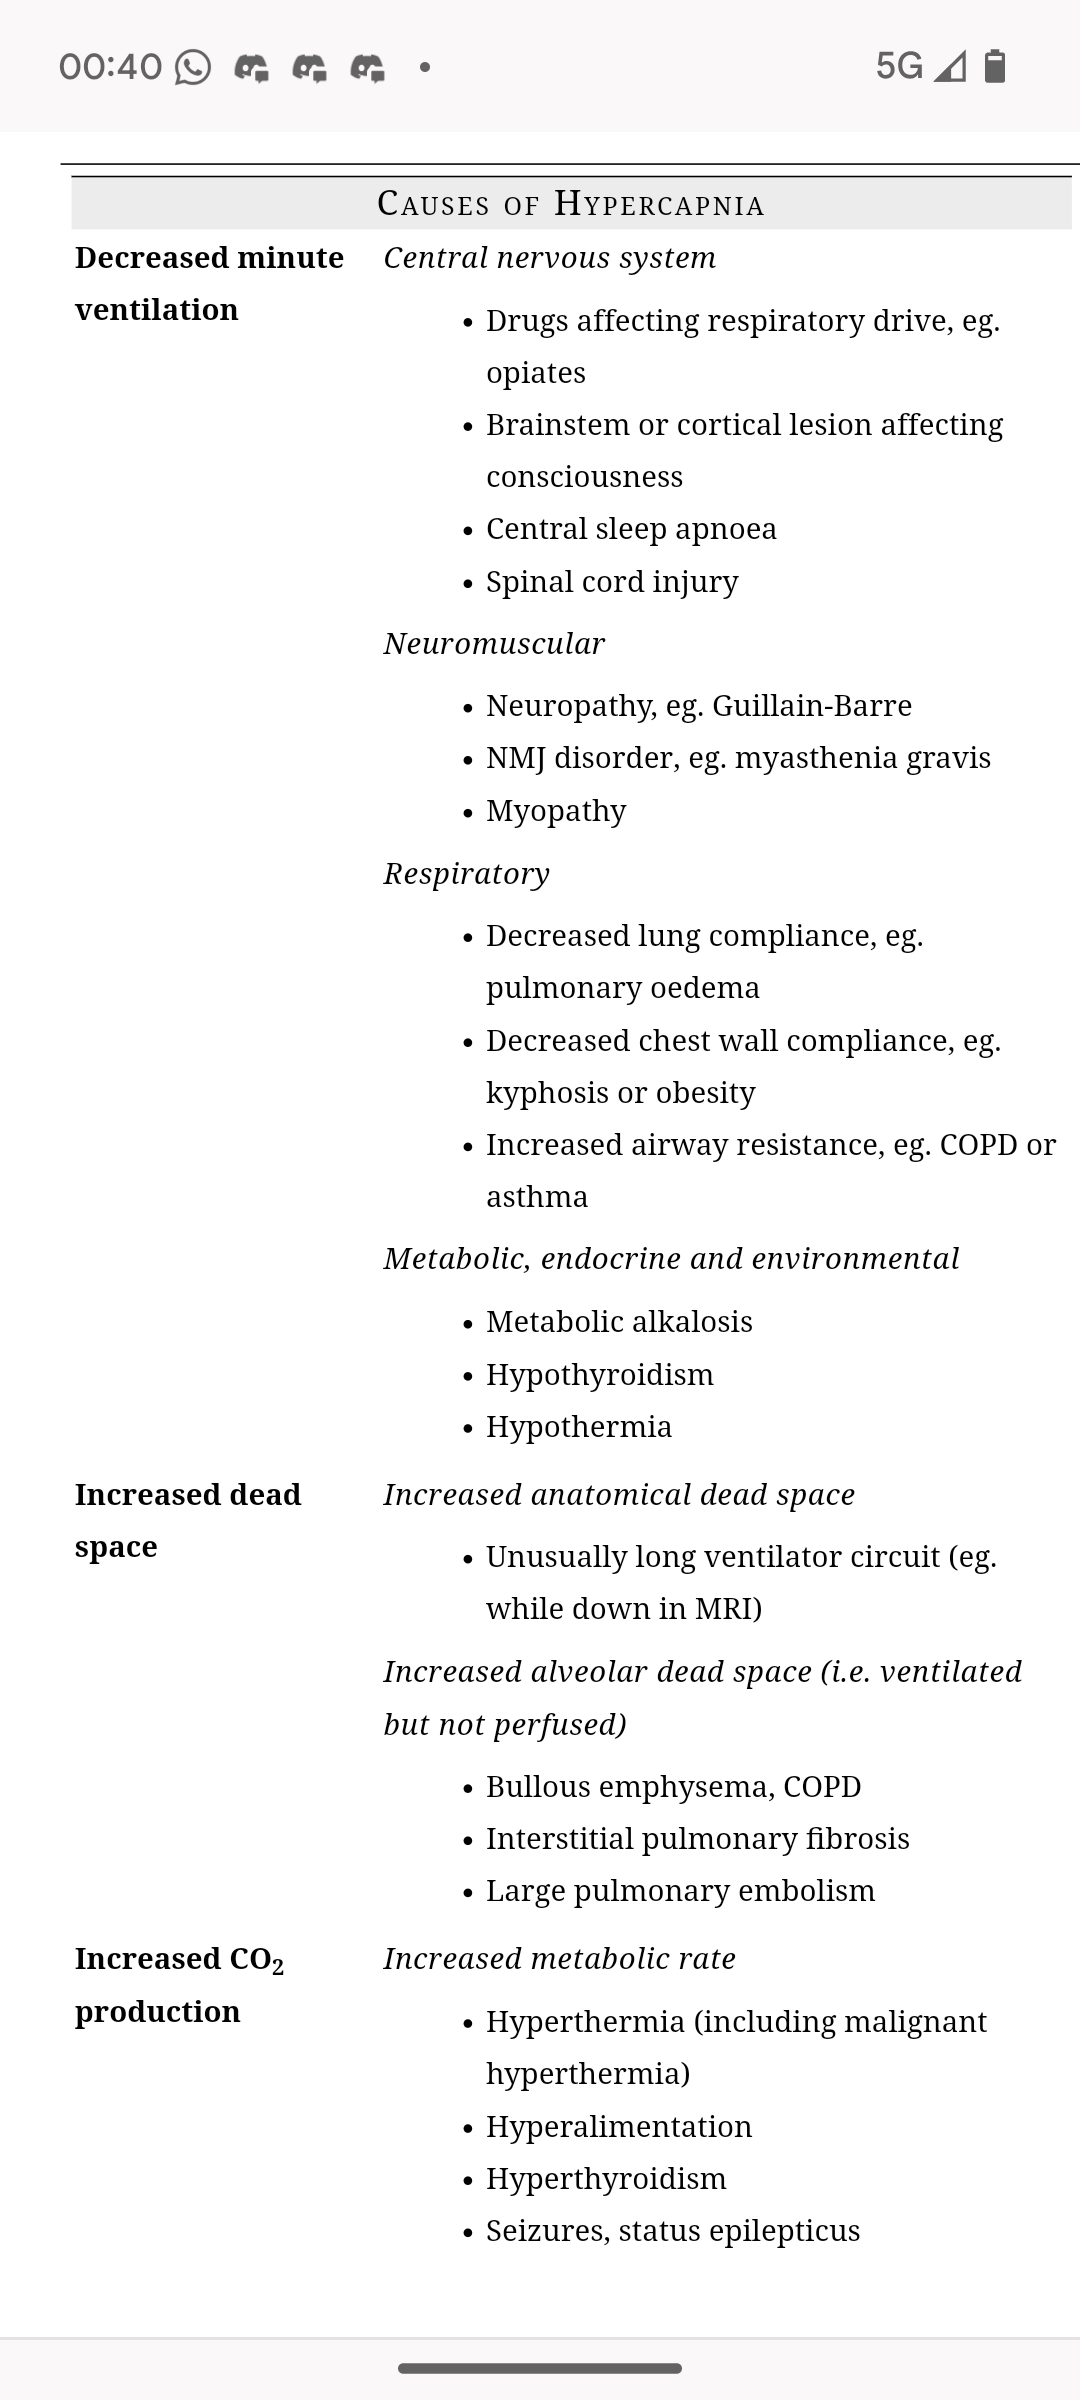 00:40
5G
Causes of Hypercapnia
Decreased minute
ventilation
Central nervous system
• Drugs affecting respiratory drive, eg.
opiates
• Brainstem or cortical lesion affecting
consciousness
• Central sleep apnoea
• Spinal cord injury
Neuromuscular
• Neuropathy, eg. Guillain-Barre
• NMJ disorder, eg. myasthenia gravis
• Myopathy
Respiratory
• Decreased lung compliance, eg.
pulmonary oedema
• Decreased chest wall compliance, eg.
kyphosis or obesity
• Increased airway resistance, eg. COPD or
asthma
Metabolic, endocrine and environmental
• Metabolic alkalosis
• Hypothyroidism
• Hypothermia
Increased dead
space
Increased anatomical dead space
• Unusually long ventilator circuit (eg.
while down in MRI)
Increased alveolar dead space (i.e. ventilated
but not perfused)
• Bullous emphysema, COPD
• Interstitial pulmonary fibrosis
• Large pulmonary embolism
Increased CO₂
production
Increased metabolic rate
• Hyperthermia (including malignant
hyperthermia)
• Hyperalimentation
• Hyperthyroidism
• Seizures, status epilepticus